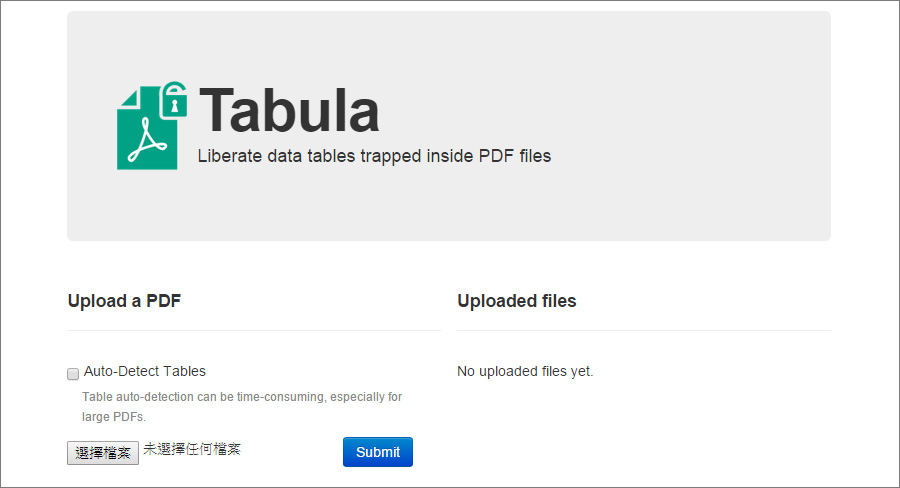 Tabula
Liberate data tables trapped inside PDF files
Upload a PDF
Auto-Detect Tables
Table auto-detection can be time-consuming, especially for
large PDFs.
選擇檔案 未選擇任何檔案
Submit
Uploaded files
No uploaded files yet.